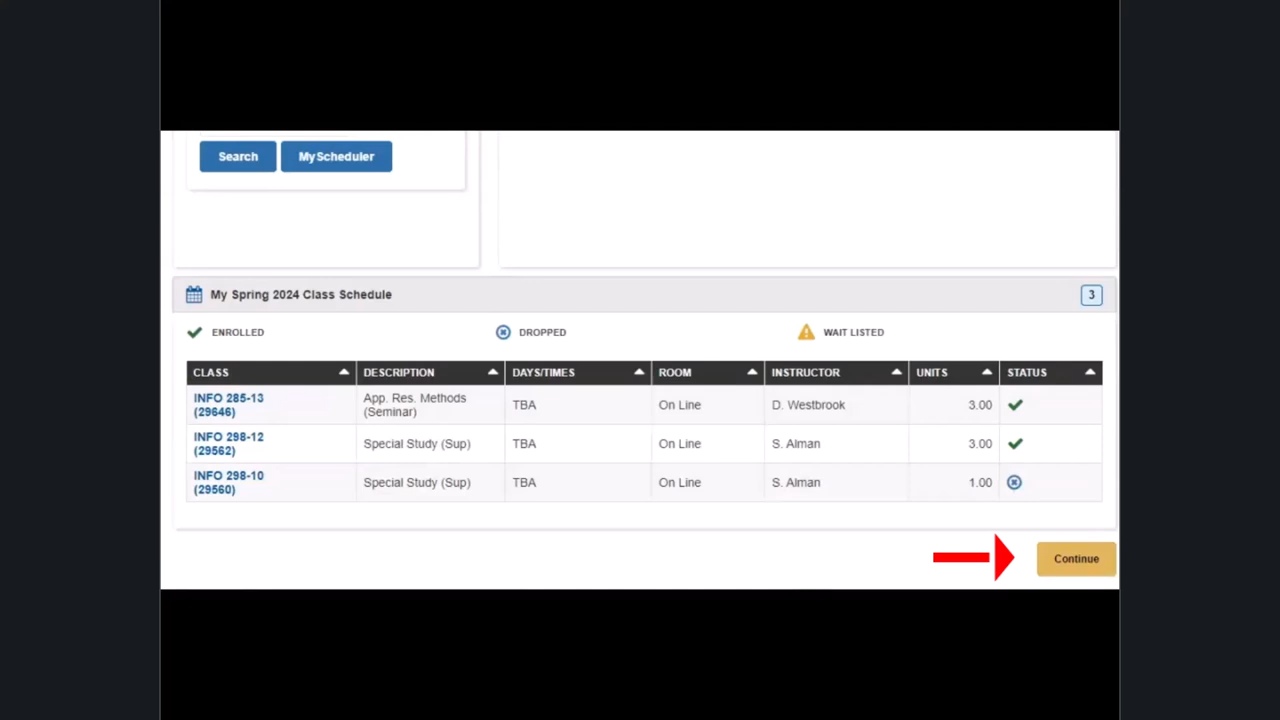 Search MyScheduler
My Spring 2024 Class Schedule 3
ENROLLED DROPPED WAIT LISTED
CLASS DESCRIPTION DAYS/TIMES ROOM INSTRUCTOR UNITS STATUS
INFO 285-13 App. Res. Methods
(29646) (Seminar) TBA On Line D. Westbrook 3.00
INFO 298-12
(29562) Special Study (Sup) TBA On Line S. Alman 3.00
INFO 298-10
(29560) Special Study (Sup) TBA On Line S. Alman 1.00
Continue